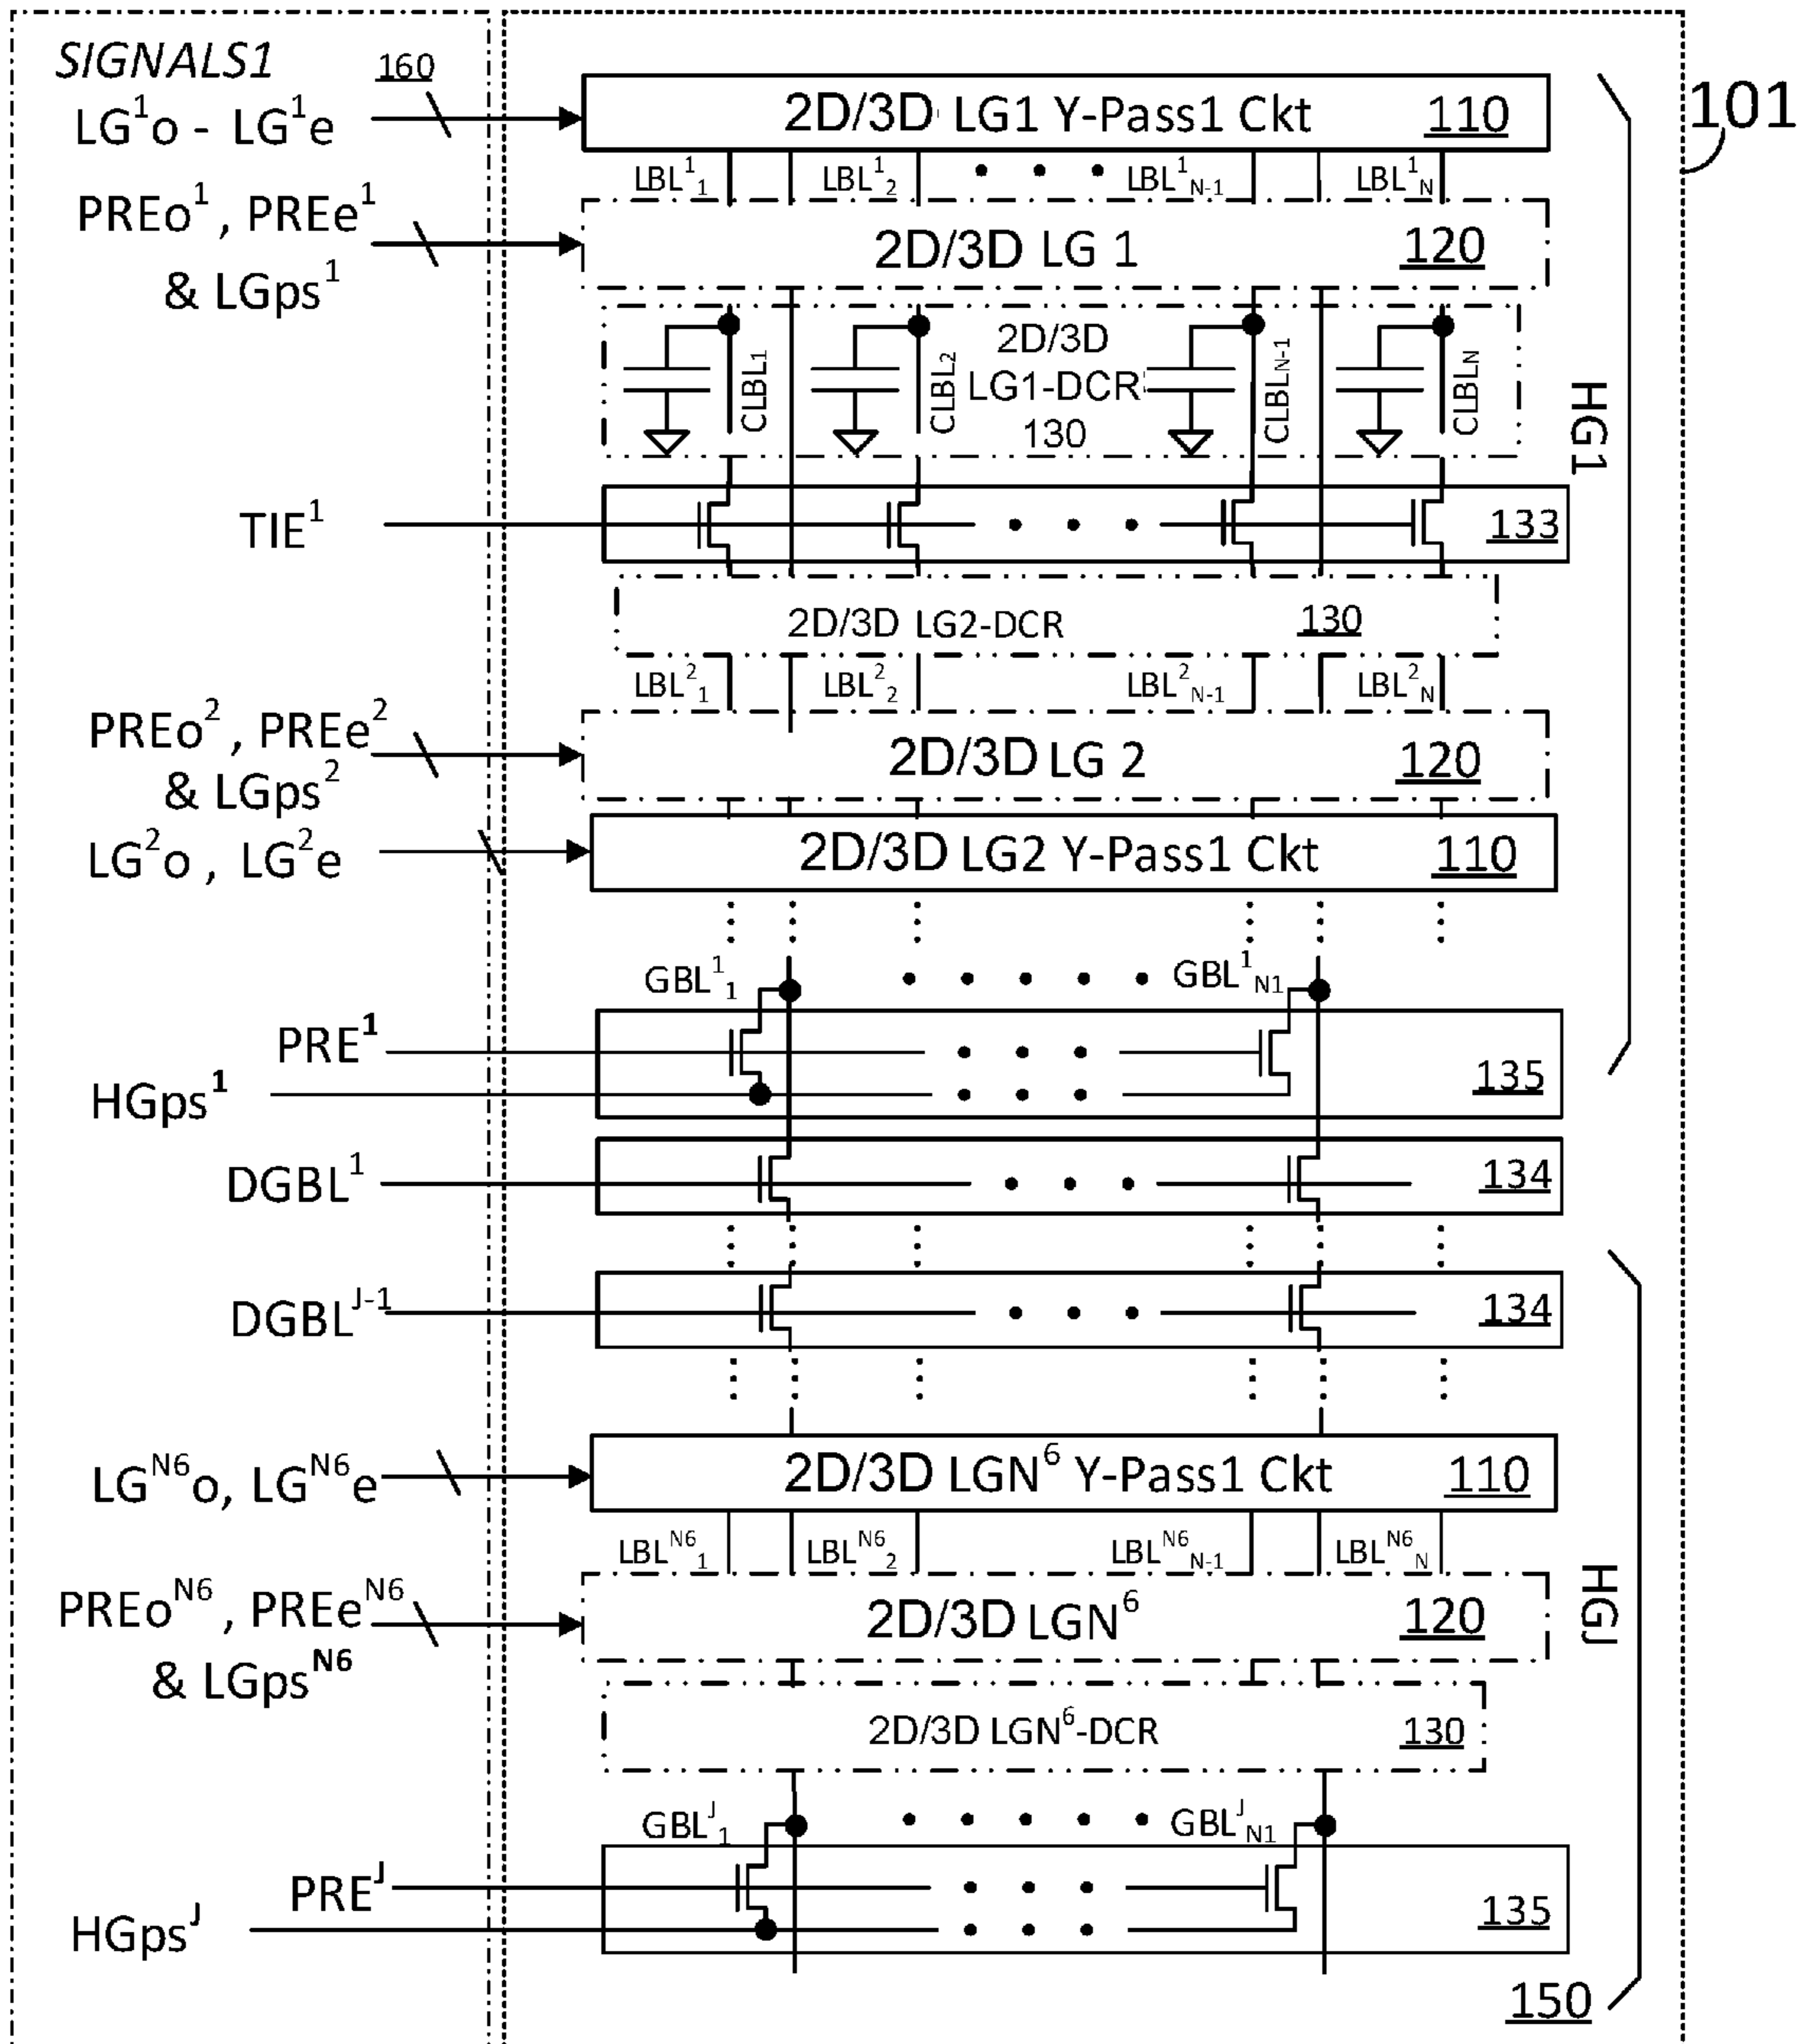 SIGNALS1 160
LG¹o - LG¹e
2D/3D LG1 Y-Pass1 Ckt 110
101
LBL¹₁ LBL¹₂ • • • LBL¹N-1 LBL¹N
PREo¹ , PREe¹
& LGps¹
2D/3D LG 1 120
2D/3D
LG1-DCR
130
CLBL₁
CLBL₂
CLBLN-1
CLBLN
HG1
TIE¹ • • • 133
2D/3D LG2-DCR 130
LBL²₁ LBL²₂ LBL²N-1 LBL²N
PREo² , PREe²
& LGps²
2D/3D LG 2 120
LG²o , LG²e
2D/3D LG2 Y-Pass1 Ckt 110
GBL¹₁ • • • • • GBL¹N1
PRE¹ • • •
HGps¹ • • • 135
DGBL¹ • • • 134
DGBLJ-1 • • • 134
LGN6o, LGN6e
2D/3D LGN⁶ Y-Pass1 Ckt 110
LBLN6₁ LBLN6₂ LBLN6N-1 LBLN6N
PREoN6 , PREeN6
& LGpsN6
2D/3D LGN⁶ 120
HGJ
2D/3D LGN⁶-DCR 130
GBLJ₁ • • • • • GBLJN1
PREJ • • •
HGpsJ • • • 135
150